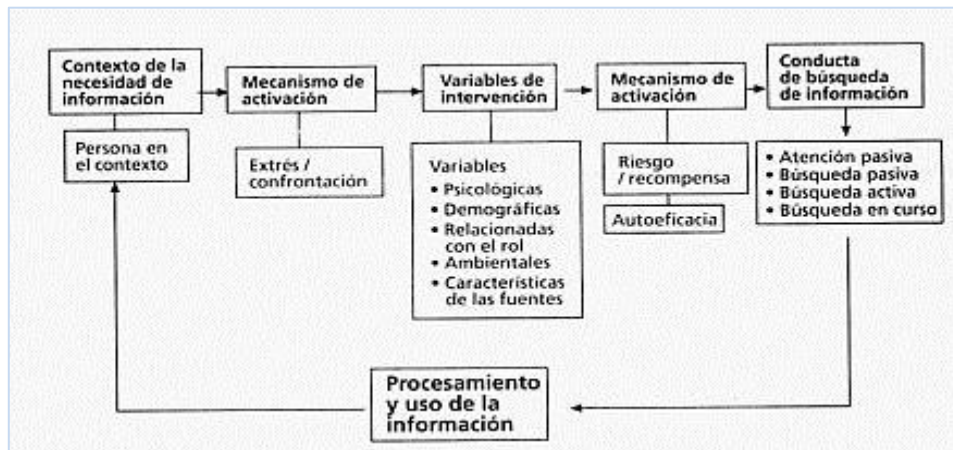 Contexto de la
necesidad de
información
Persona en
el contexto
Mecanismo de
activación
Extrés /
confrontación
Variables de
intervención
Variables
• Psicológicas
• Demográficas
• Relacionadas
con el rol
• Ambientales
• Características
de las fuentes
Mecanismo de
activación
Riesgo
/ recompensa
Autoeficacia
Conducta
de búsqueda
de información
• Atención pasiva
• Búsqueda pasiva
• Búsqueda activa
• Búsqueda en curso
Procesamiento
y uso de la
información